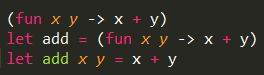 (fun x y -> x + y)
let add = (fun x y -> x + y)
let add x y = x + y